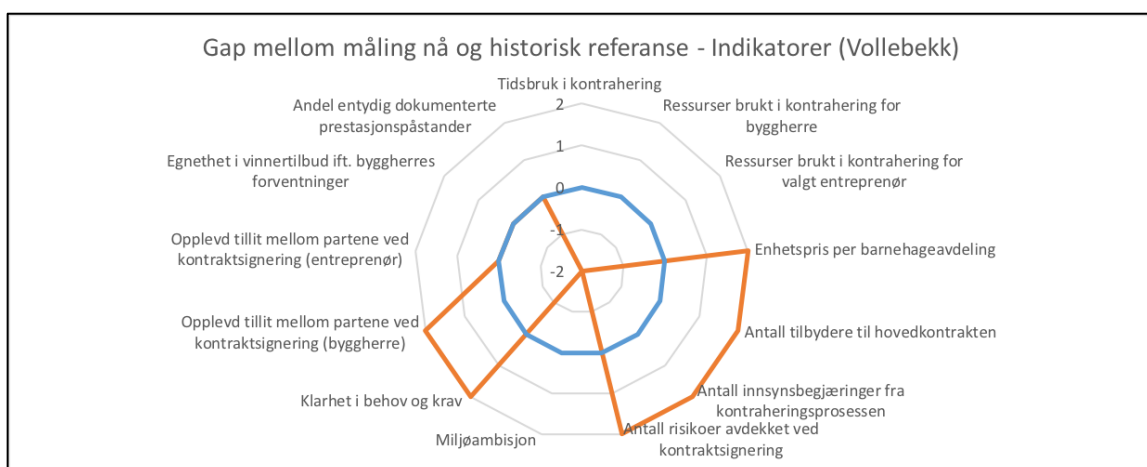 Gap mellom måling nå og historisk referanse - Indikatorer (Vollebekk)
Tidsbruk i kontrahering
Ressurser brukt i kontrahering for
byggherre
Ressurser brukt i kontrahering for
valgt entreprenør
Enhetspris per barnehageavdeling
Antall tilbydere til hovedkontrakten
Antall innsynsbegjæringer fra
kontraheringsprosessen
Antall risikoer avdekket ved
kontraktsignering
Miljøambisjon
Klarhet i behov og krav
Opplevd tillit mellom partene ved
kontraktsignering (byggherre)
Opplevd tillit mellom partene ved
kontraktsignering (entreprenør)
Egnethet i vinnertilbud ift. byggherres
forventninger
Andel entydig dokumenterte
prestasjonspåstander
2
1
0
-1
-2